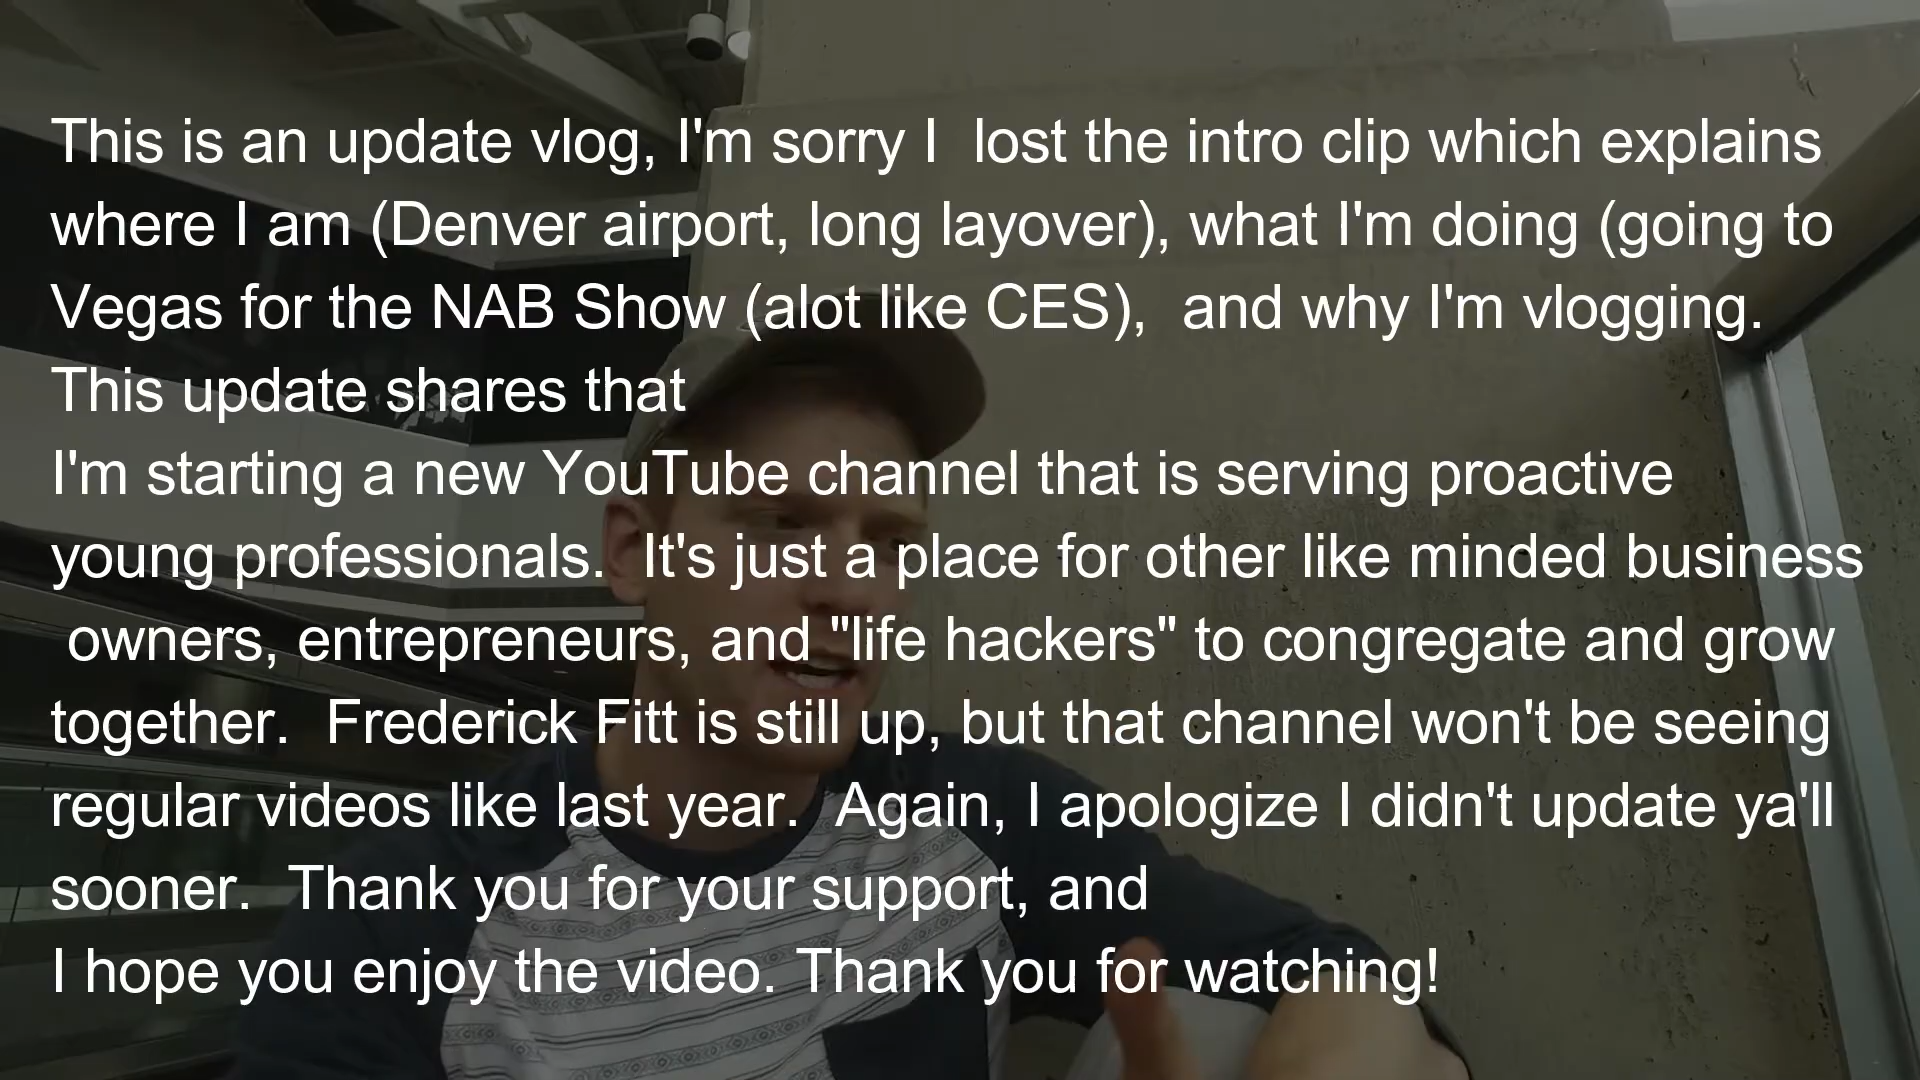 This is an update vlog, I'm sorry I  lost the intro clip which explains
where I am (Denver airport, long layover), what I'm doing (going to
Vegas for the NAB Show (alot like CES),  and why I'm vlogging.
This update shares that
I'm starting a new YouTube channel that is serving proactive
young professionals.  It's just a place for other like minded business
owners, entrepreneurs, and "life hackers" to congregate and grow
together.  Frederick Fitt is still up, but that channel won't be seeing
regular videos like last year.  Again, I apologize I didn't update ya'll
sooner.  Thank you for your support, and
I hope you enjoy the video. Thank you for watching!